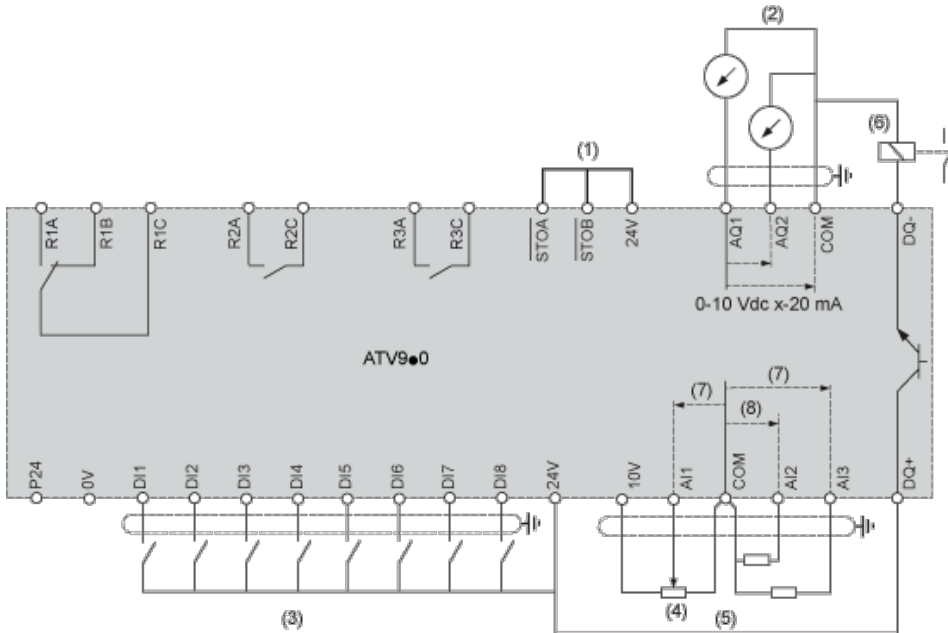 (2)
(6)
(1)
R1A
R1B
R1C
R2A
R2C
R3A
R3C
STOA
STOB
24V
AQ1
AQ2
COM
DQ-
0-10 Vdc x-20 mA
ATV9●0
(7)
(7)
(8)
P24
0V
DI1
DI2
DI3
DI4
DI5
DI6
DI7
DI8
24V
10V
AI1
COM
AI2
AI3
DQ+
(3)
(4)
(5)